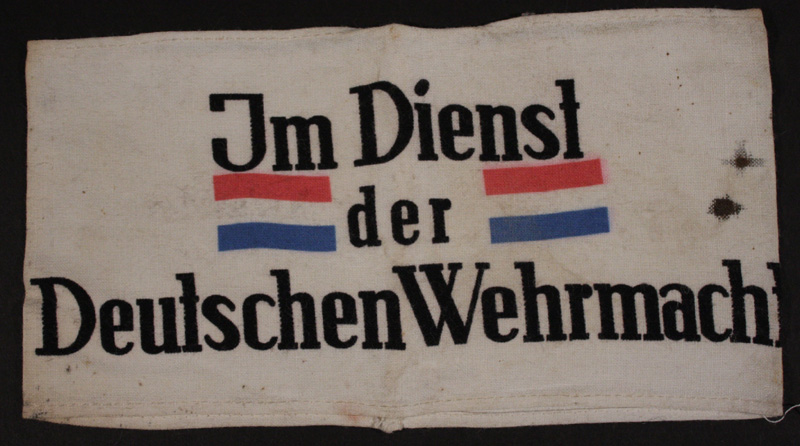 Im Dienst
der
Deutschen Wehrmacht